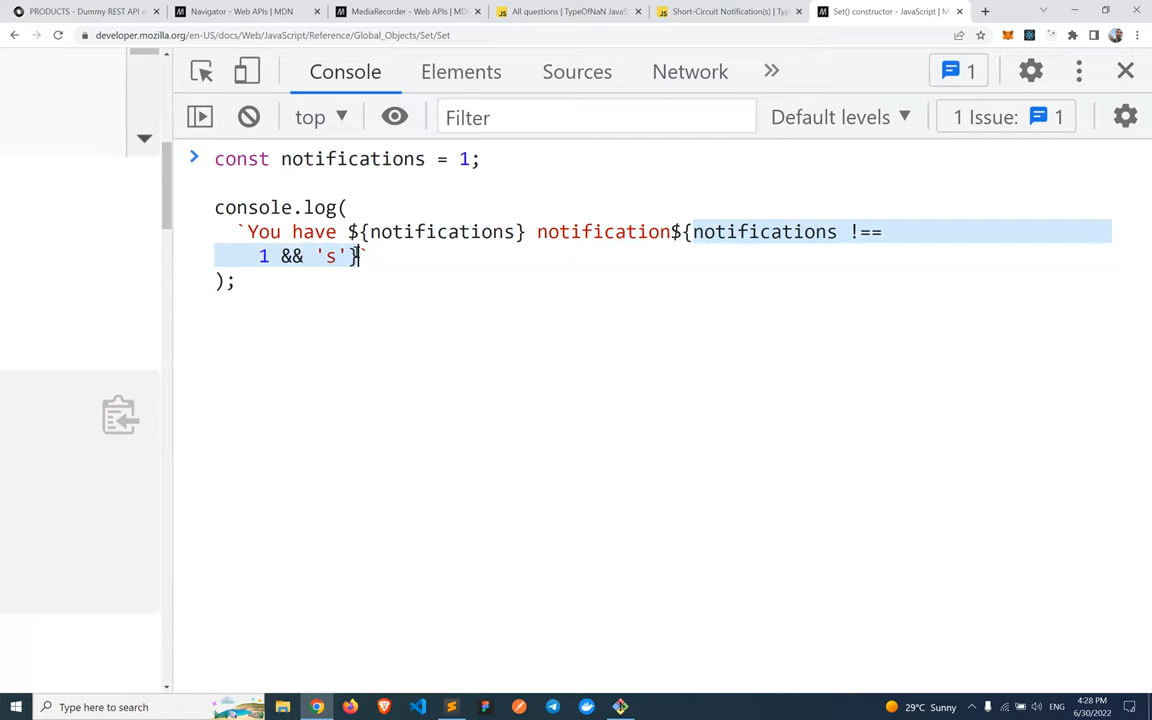 PRODUCTS - Dummy REST API
Navigator - Web APIs | MDN
MediaRecorder - Web APIs | MD
All questions | TypeOfNaN JavaS
Short-Circuit Notification(s) | Typ
Set() constructor - JavaScript | M
developer.mozilla.org/en-US/docs/Web/JavaScript/Reference/Global_Objects/Set/Set
Console Elements Sources Network 1
top Filter Default levels 1 Issue: 1
const notifications = 1;
console.log(
`You have ${notifications} notification${notifications !==
1 && 's'}`
);
Type here to search
29°C Sunny
ENG
4:28 PM
6/30/2022